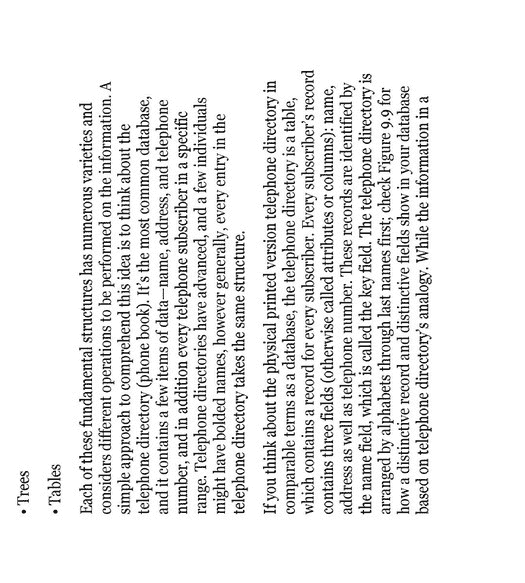 • Trees
• Tables
Each of these fundamental structures has numerous varieties and
considers different operations to be performed on the information. A
simple approach to comprehend this idea is to think about the
telephone directory (phone book). It's the most common database,
and it contains a few items of data—name, address, and telephone
number, and in addition every telephone subscriber in a specific
range. Telephone directories have advanced, and a few individuals
might have bolded names, however generally, every entry in the
telephone directory takes the same structure.
If you think about the physical printed version telephone directory in
comparable terms as a database, the telephone directory is a table,
which contains a record for every subscriber. Every subscriber's record
contains three fields (otherwise called attributes or columns): name,
address as well as telephone number. These records are identified by
the name field, which is called the key field. The telephone directory is
arranged by alphabets through last names first; check Figure 9.9 for
how a distinctive record and distinctive fields show in your database
based on telephone directory's analogy. While the information in a